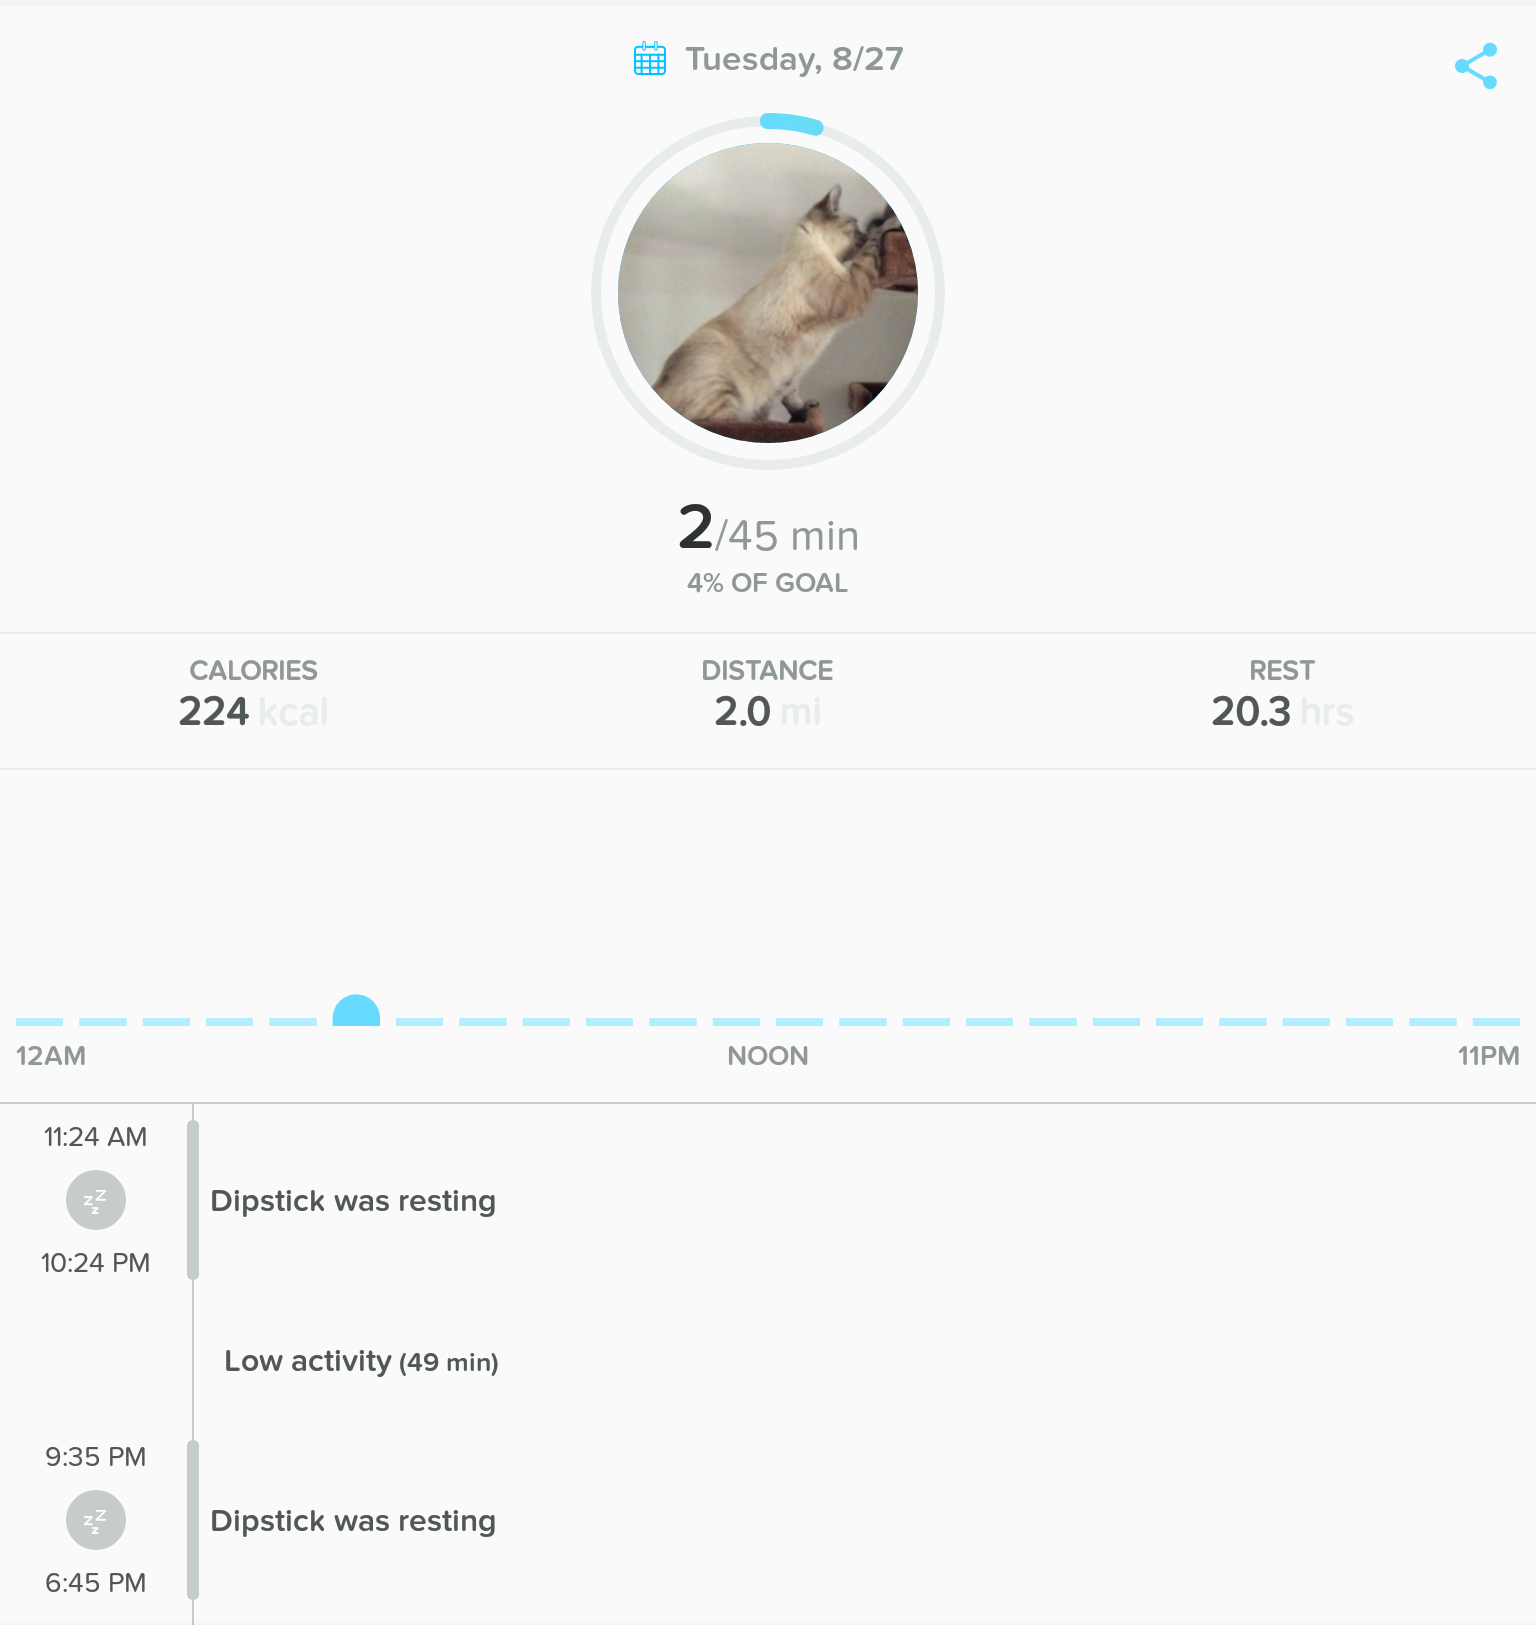 Tuesday, 8/27
2/45 min
4% OF GOAL
CALORIES DISTANCE REST
224 kcal 2.0 mi 20.3 hrs
12AM NOON 11PM
11:24 AM
zzz
Dipstick was resting
10:24 PM
Low activity (49 min)
9:35 PM
zzz
Dipstick was resting
6:45 PM